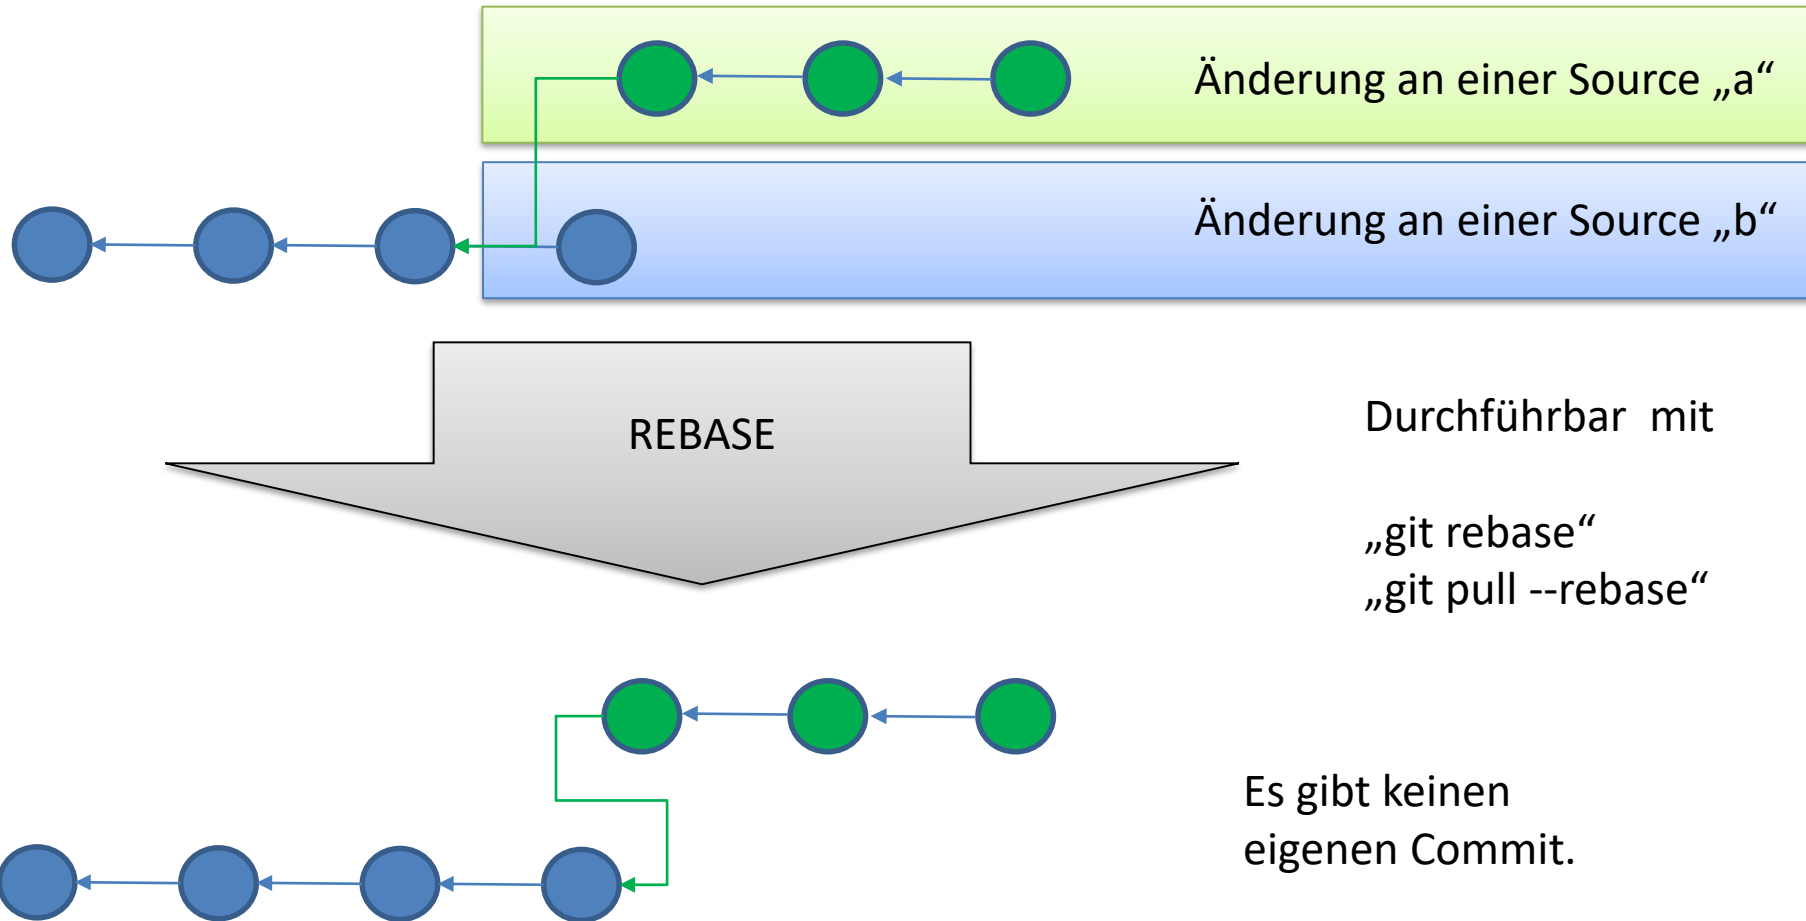 Änderung an einer Source „a“
Änderung an einer Source „b“
REBASE
Durchführbar  mit
„git rebase“
„git pull --rebase“
Es gibt keinen
eigenen Commit.